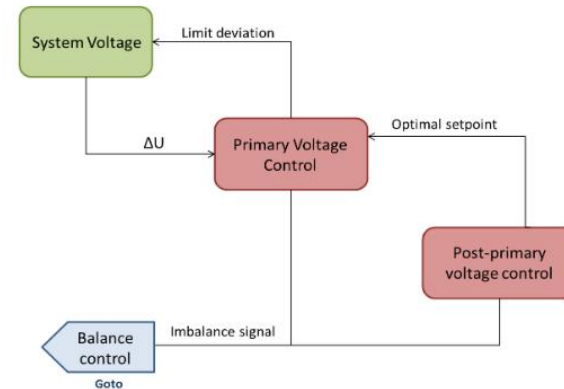 System Voltage
Limit deviation
ΔU
Primary Voltage
Control
Optimal setpoint
Post-primary
voltage control
Balance
control
Imbalance signal
Goto